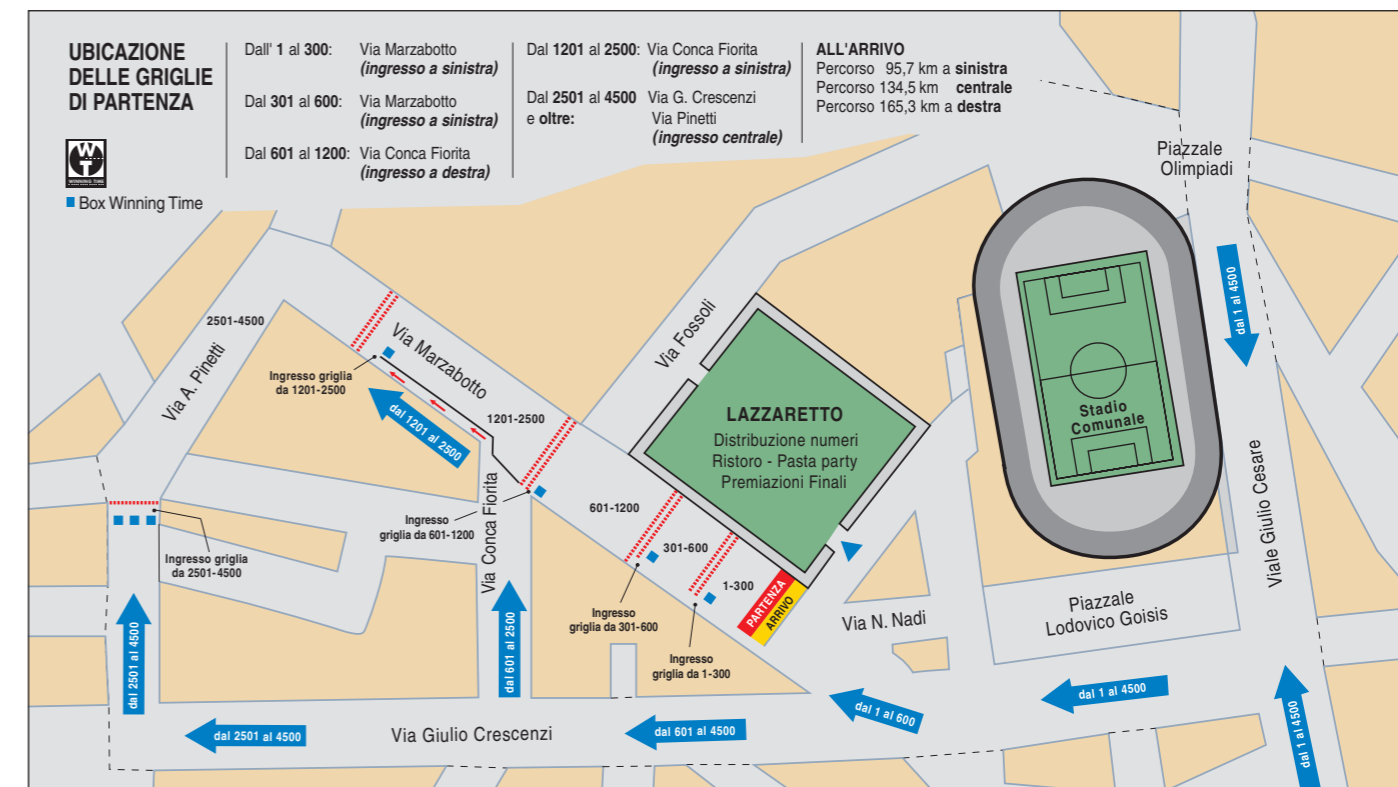 UBICAZIONE
DELLE GRIGLIE
DI PARTENZA
WT
WINNING TIME
Box Winning Time
Dall' 1 al 300: Via Marzabotto
(ingresso a sinistra)
Dal 301 al 600: Via Marzabotto
(ingresso a sinistra)
Dal 601 al 1200: Via Conca Fiorita
(ingresso a destra)
Dal 1201 al 2500: Via Conca Fiorita
(ingresso a sinistra)
Dal 2501 al 4500 Via G. Crescenzi
e oltre: Via Pinetti
(ingresso centrale)
ALL'ARRIVO
Percorso 95,7 km a sinistra
Percorso 134,5 km centrale
Percorso 165,3 km a destra
Piazzale
Olimpiadi
dal 1 al 4500
2501-4500
Via A. Pinetti
Via Marzabotto
Via Fossoli
Ingresso griglia
da 1201-2500
dal 1201 al 2500
1201-2500
LAZZARETTO
Distribuzione numeri
Ristoro - Pasta party
Premiazioni Finali
Stadio
Comunale
Viale Giulio Cesare
Ingresso
griglia da 601-1200
Via Conca Fiorita
601-1200
301-600
1-300
PARTENZA
ARRIVO
Ingresso griglia
da 2501-4500
Ingresso
griglia da 301-600
Ingresso
griglia da 1-300
Via N. Nadi
Piazzale
Lodovico Goisis
dal 2501 al 4500
dal 601 al 2500
dal 2501 al 4500
Via Giulio Crescenzi
dal 601 al 4500
dal 1 al 600
dal 1 al 4500
dal 1 al 4500